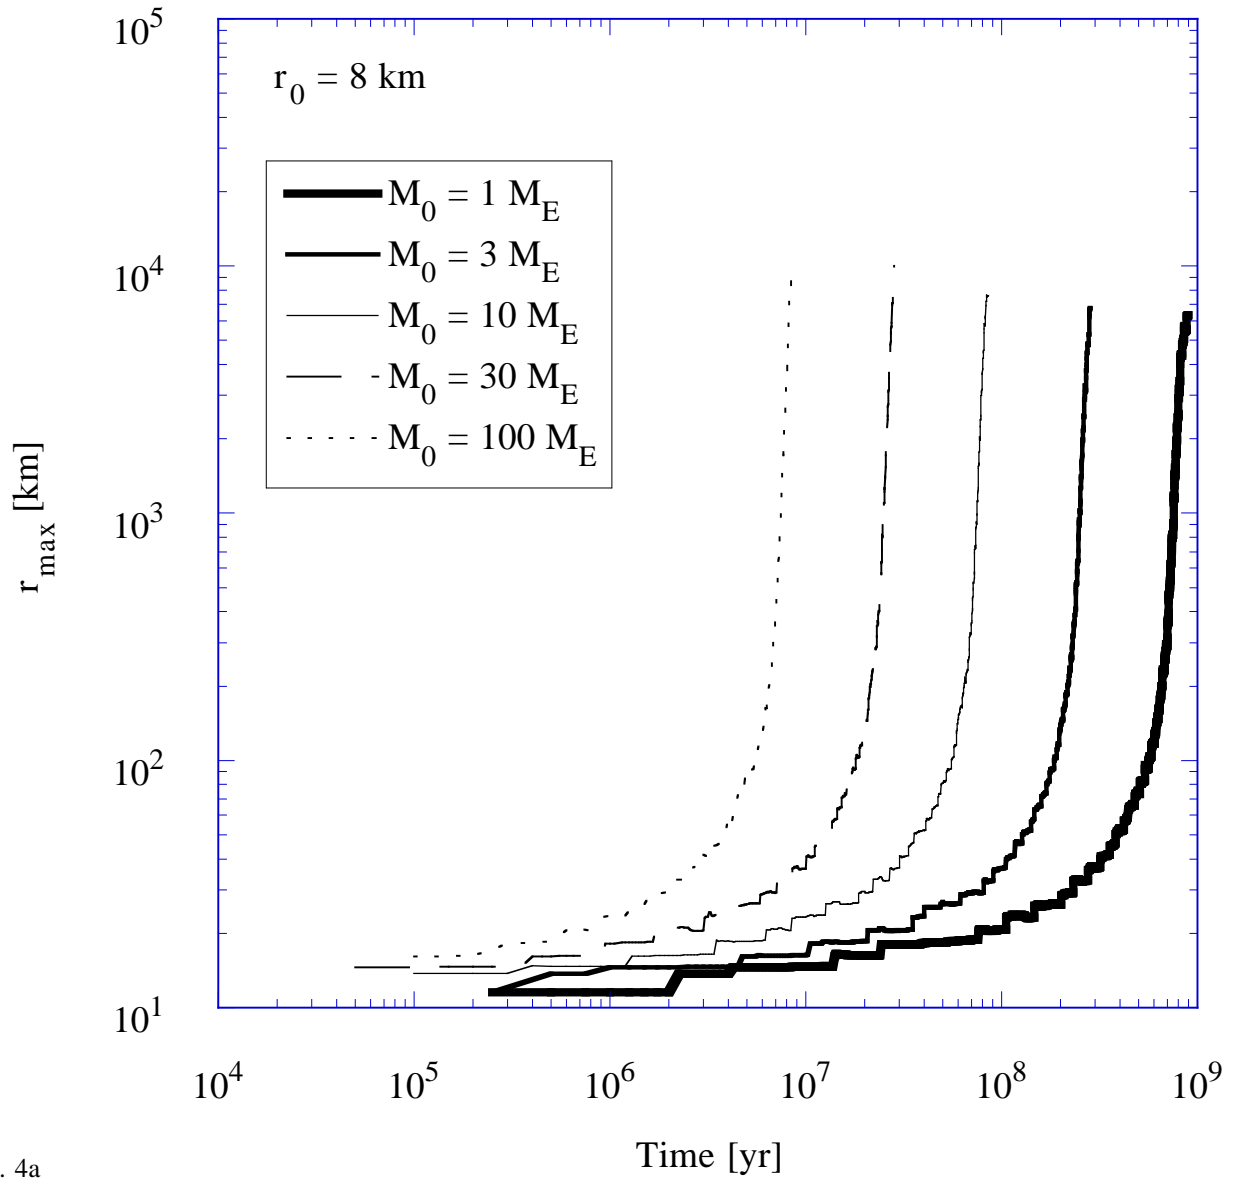 10^5
r_0 = 8 km
M_0 = 1 M_E
M_0 = 3 M_E
M_0 = 10 M_E
M_0 = 30 M_E
M_0 = 100 M_E
10^4
10^3
10^2
10^1
r_max [km]
10^4 10^5 10^6 10^7 10^8 10^9
Time [yr]
. 4a